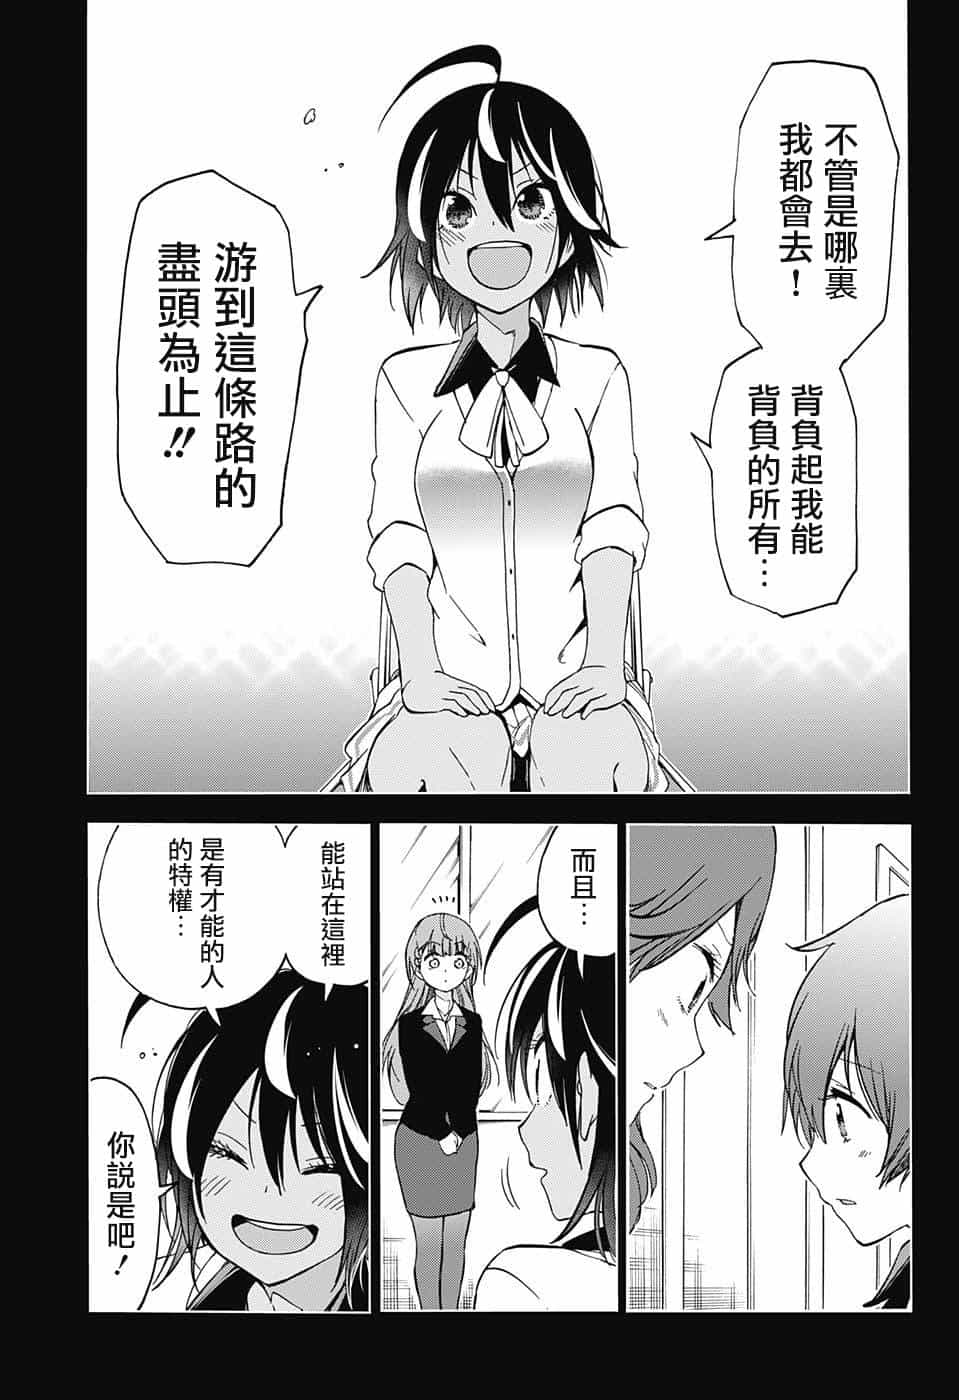 不管是哪裏
我都會去！
背負起我能
背負的所有…
游到這條路的
盡頭為止!!
而且…
能站在這裡
是有才能的人
的特權…
你說是吧！